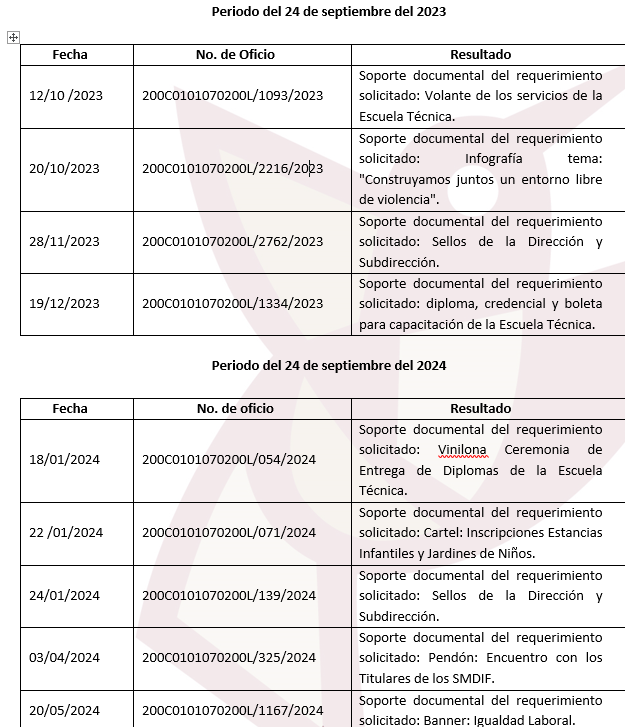 Periodo del 24 de septiembre del 2023
Fecha No. de Oficio Resultado
12/10 /2023 200C0101070200L/1093/2023 Soporte documental del requerimiento
solicitado: Volante de los servicios de la
Escuela Técnica.
20/10/2023 200C0101070200L/2216/2023 Soporte documental del requerimiento
solicitado: Infografía tema:
"Construyamos juntos un entorno libre
de violencia".
28/11/2023 200C0101070200L/2762/2023 Soporte documental del requerimiento
solicitado: Sellos de la Dirección y
Subdirección.
19/12/2023 200C0101070200L/1334/2023 Soporte documental del requerimiento
solicitado: diploma, credencial y boleta
para capacitación de la Escuela Técnica.
Periodo del 24 de septiembre del 2024
Fecha No. de oficio Resultado
18/01/2024 200C0101070200L/054/2024 Soporte documental del requerimiento
solicitado: Vinilona Ceremonia de
Entrega de Diplomas de la Escuela
Técnica.
22 /01/2024 200C0101070200L/071/2024 Soporte documental del requerimiento
solicitado: Cartel: Inscripciones Estancias
Infantiles y Jardines de Niños.
24/01/2024 200C0101070200L/139/2024 Soporte documental del requerimiento
solicitado: Sellos de la Dirección y
Subdirección.
03/04/2024 200C0101070200L/325/2024 Soporte documental del requerimiento
solicitado: Pendón: Encuentro con los
Titulares de los SMDIF.
20/05/2024 200C0101070200L/1167/2024 Soporte documental del requerimiento
solicitado: Banner: Igualdad Laboral.